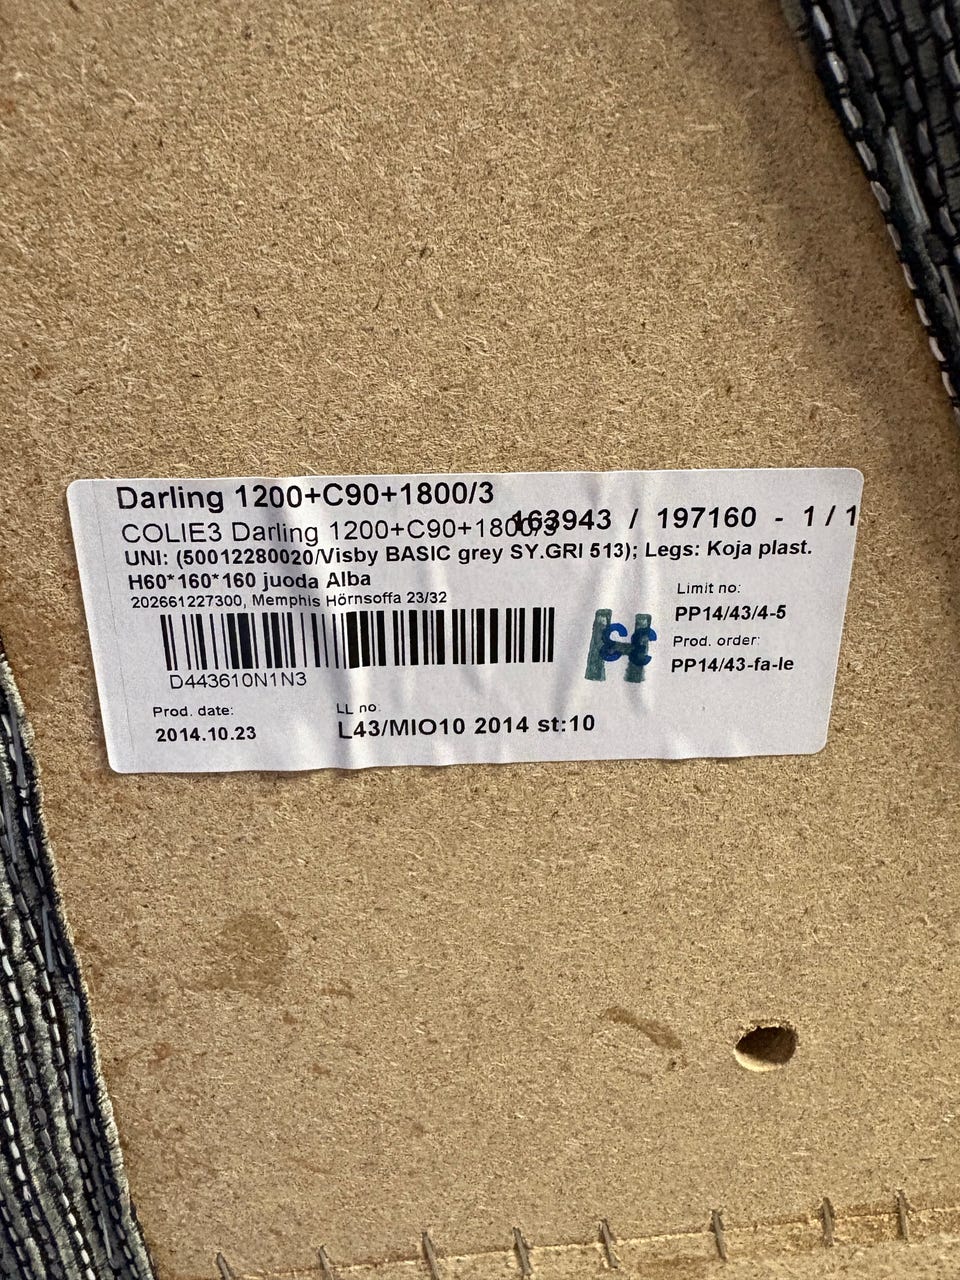 Darling 1200+C90+1800/3
COLIE3 Darling 1200+C90+1800/3
163943 / 197160 - 1 / 1
UNI: (50012280020/Visby BASIC grey SY.GRI 513); Legs: Koja plast.
H60*160*160 juoda Alba
202661227300, Memphis Hörnsoffa 23/32
D443610N1N3
Limit no:
PP14/43/4-5
Prod. order:
PP14/43-fa-le
Prod. date:
2014.10.23
LL no:
L43/MIO10 2014 st:10